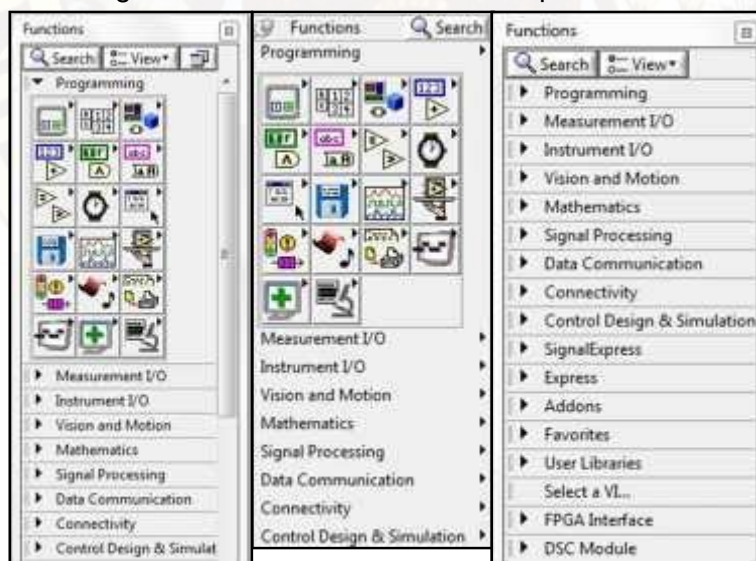 Functions
Search View
Programming
Measurement I/O
Instrument I/O
Vision and Motion
Mathematics
Signal Processing
Data Communication
Connectivity
Control Design & Simulat
Functions Search
Programming
Measurement I/O
Instrument I/O
Vision and Motion
Mathematics
Signal Processing
Data Communication
Connectivity
Control Design & Simulation
Functions
Search View
Programming
Measurement I/O
Instrument I/O
Vision and Motion
Mathematics
Signal Processing
Data Communication
Connectivity
Control Design & Simulation
SignalExpress
Express
Addons
Favorites
User Libraries
Select a VI...
FPGA Interface
DSC Module